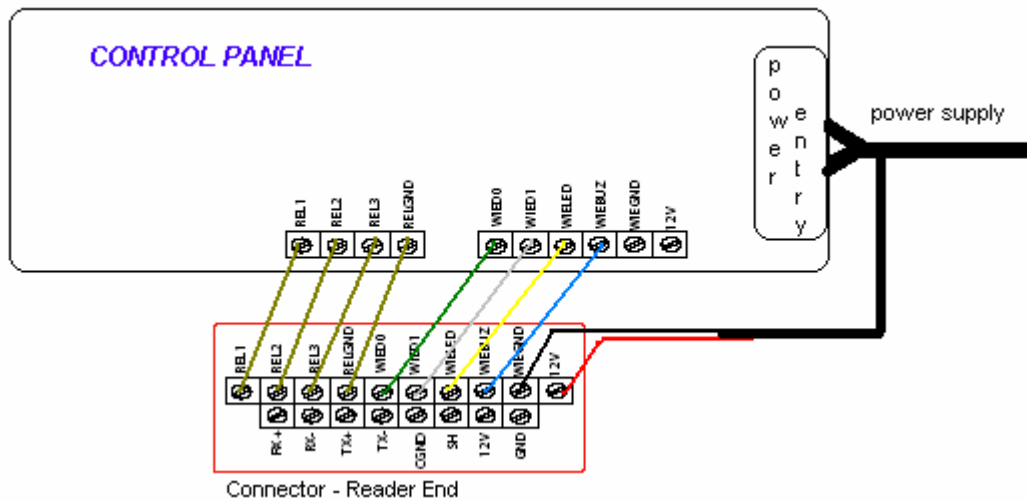 CONTROL PANEL
power entry
power supply
REL1
REL2
REL3
RELGND
WIED0
WIED1
WIELED
WIEBUZ
WIEGND
12V
REL1
REL2
REL3
RELGND
WIED0
WIED1
WIELED
WIEBUZ
WIEGND
12V
RX+
RX-
TX+
TX-
CGND
SH
12V
GND
Connector - Reader End